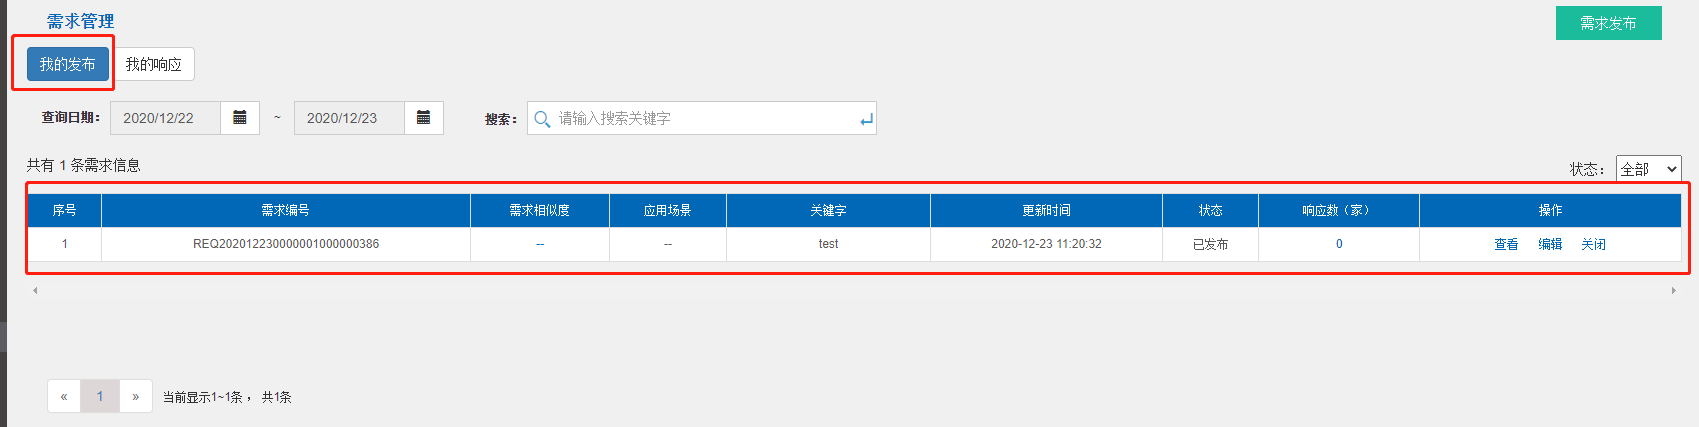 需求管理
需求发布
我的发布 我的响应
查询日期： 2020/12/22 ~ 2020/12/23 搜索： 请输入搜索关键字
共有 1 条需求信息
状态： 全部
序号 需求编号 需求相似度 应用场景 关键字 更新时间 状态 响应数（家） 操作
1 REQ202012230000001000000386 -- -- test 2020-12-23 11:20:32 已发布 0 查看 编辑 关闭
« 1 » 当前显示1~1条， 共1条